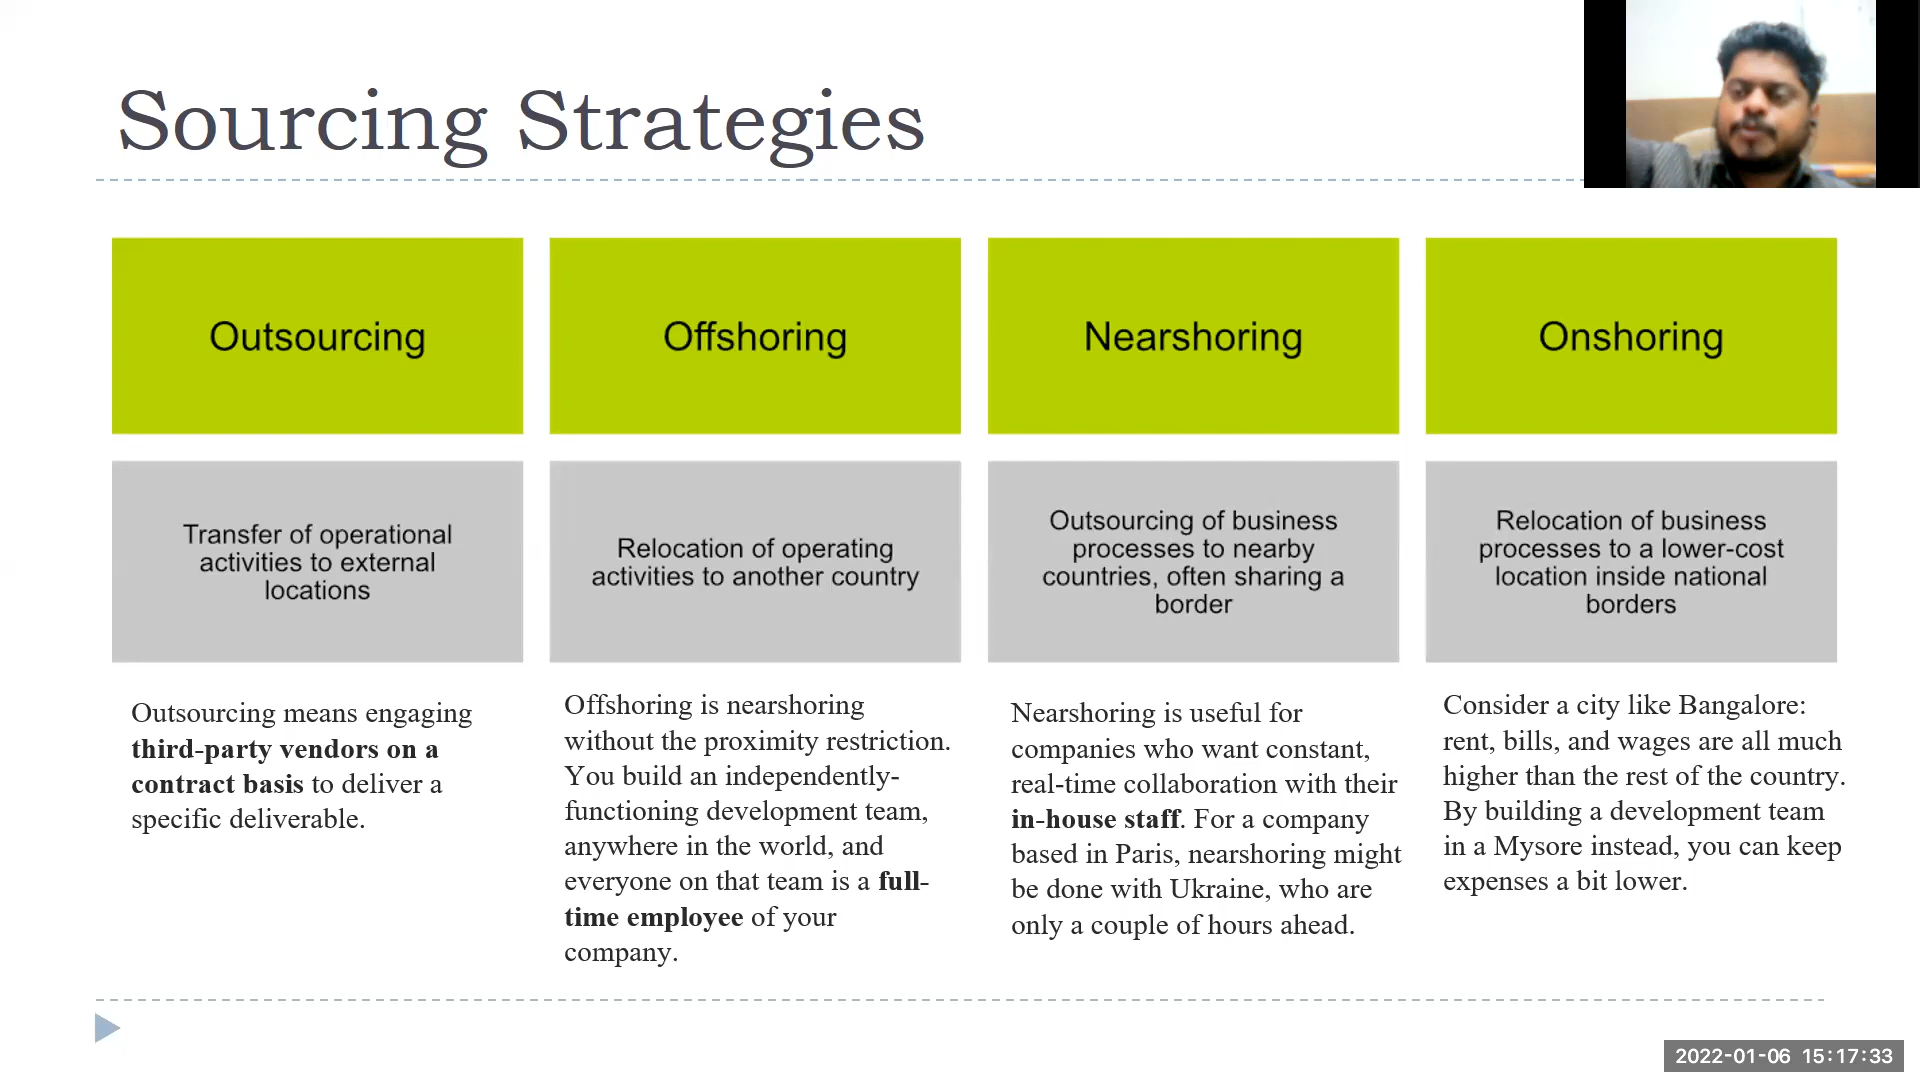 Sourcing Strategies
Outsourcing
Offshoring
Nearshoring
Onshoring
Transfer of operational
activities to external
locations
Relocation of operating
activities to another country
Outsourcing of business
processes to nearby
countries, often sharing a
border
Relocation of business
processes to a lower-cost
location inside national
borders
Outsourcing means engaging
third-party vendors on a
contract basis to deliver a
specific deliverable.
Offshoring is nearshoring
without the proximity restriction.
You build an independently-
functioning development team,
anywhere in the world, and
everyone on that team is a full-
time employee of your
company.
Nearshoring is useful for
companies who want constant,
real-time collaboration with their
in-house staff. For a company
based in Paris, nearshoring might
be done with Ukraine, who are
only a couple of hours ahead.
Consider a city like Bangalore:
rent, bills, and wages are all much
higher than the rest of the country.
By building a development team
in a Mysore instead, you can keep
expenses a bit lower.
2022-01-06 15:17:33